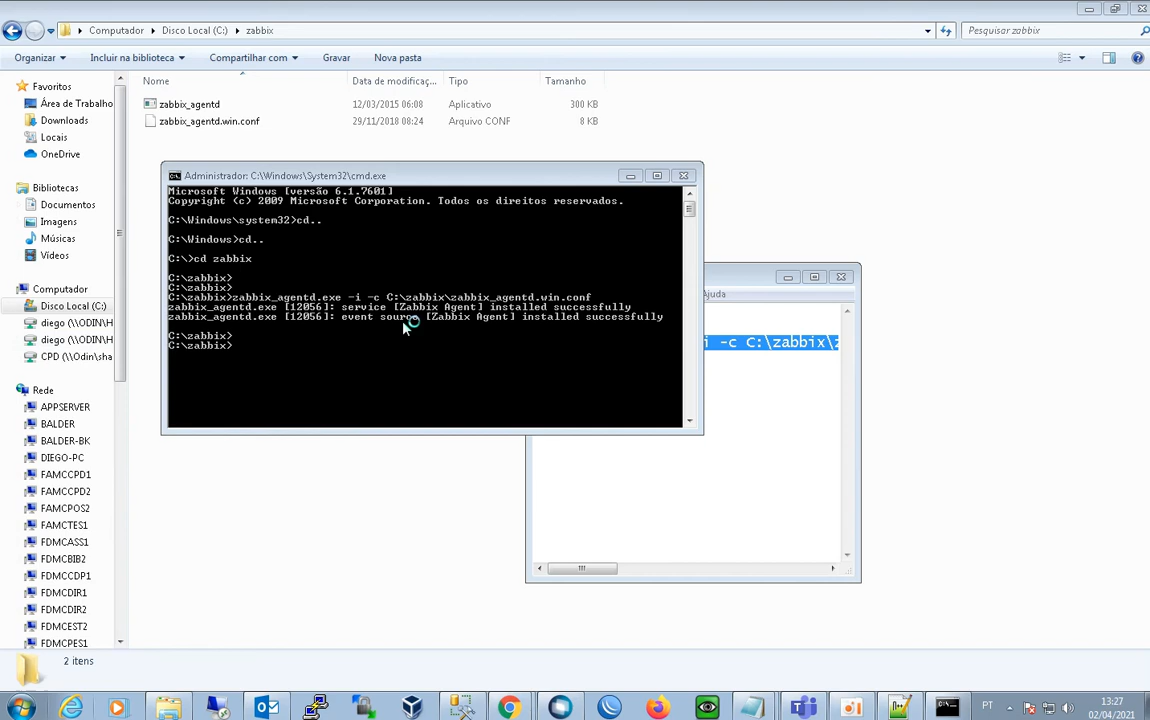 Computador ▸ Disco Local (C:) ▸ zabbix
Pesquisar zabbix
Organizar
Incluir na biblioteca
Compartilhar com
Gravar
Nova pasta
Nome
Data de modificaç...
Tipo
Tamanho
zabbix_agentd
12/03/2015 06:08
Aplicativo
300 KB
zabbix_agentd.win.conf
29/11/2018 08:24
Arquivo CONF
8 KB
Favoritos
Área de Trabalho
Downloads
Locais
OneDrive
Bibliotecas
Documentos
Imagens
Músicas
Vídeos
Computador
Disco Local (C:)
diego (\\ODIN\H
diego (\\ODIN\H
CPD (\\Odin\sha
Rede
APPSERVER
BALDER
BALDER-BK
DIEGO-PC
FAMCCPD1
FAMCCPD2
FAMCPOS2
FAMCTES1
FDMCASS1
FDMCBIB2
FDMCCDP1
FDMCDIR1
FDMCDIR2
FDMCEST2
FDMCPES1
Administrador: C:\Windows\System32\cmd.exe
Microsoft Windows [versão 6.1.7601]
Copyright (c) 2009 Microsoft Corporation. Todos os direitos reservados.
C:\Windows\system32>cd..
C:\Windows>cd..
C:\>cd zabbix
C:\zabbix>
C:\zabbix>
C:\zabbix>zabbix_agentd.exe -i -c C:\zabbix\zabbix_agentd.win.conf
zabbix_agentd.exe [12056]: service [Zabbix Agent] installed successfully
zabbix_agentd.exe [12056]: event source [Zabbix Agent] installed successfully
C:\zabbix>
C:\zabbix>
Ajuda
i -c C:\zabbix\z
2 itens
PT
13:27
02/04/2021